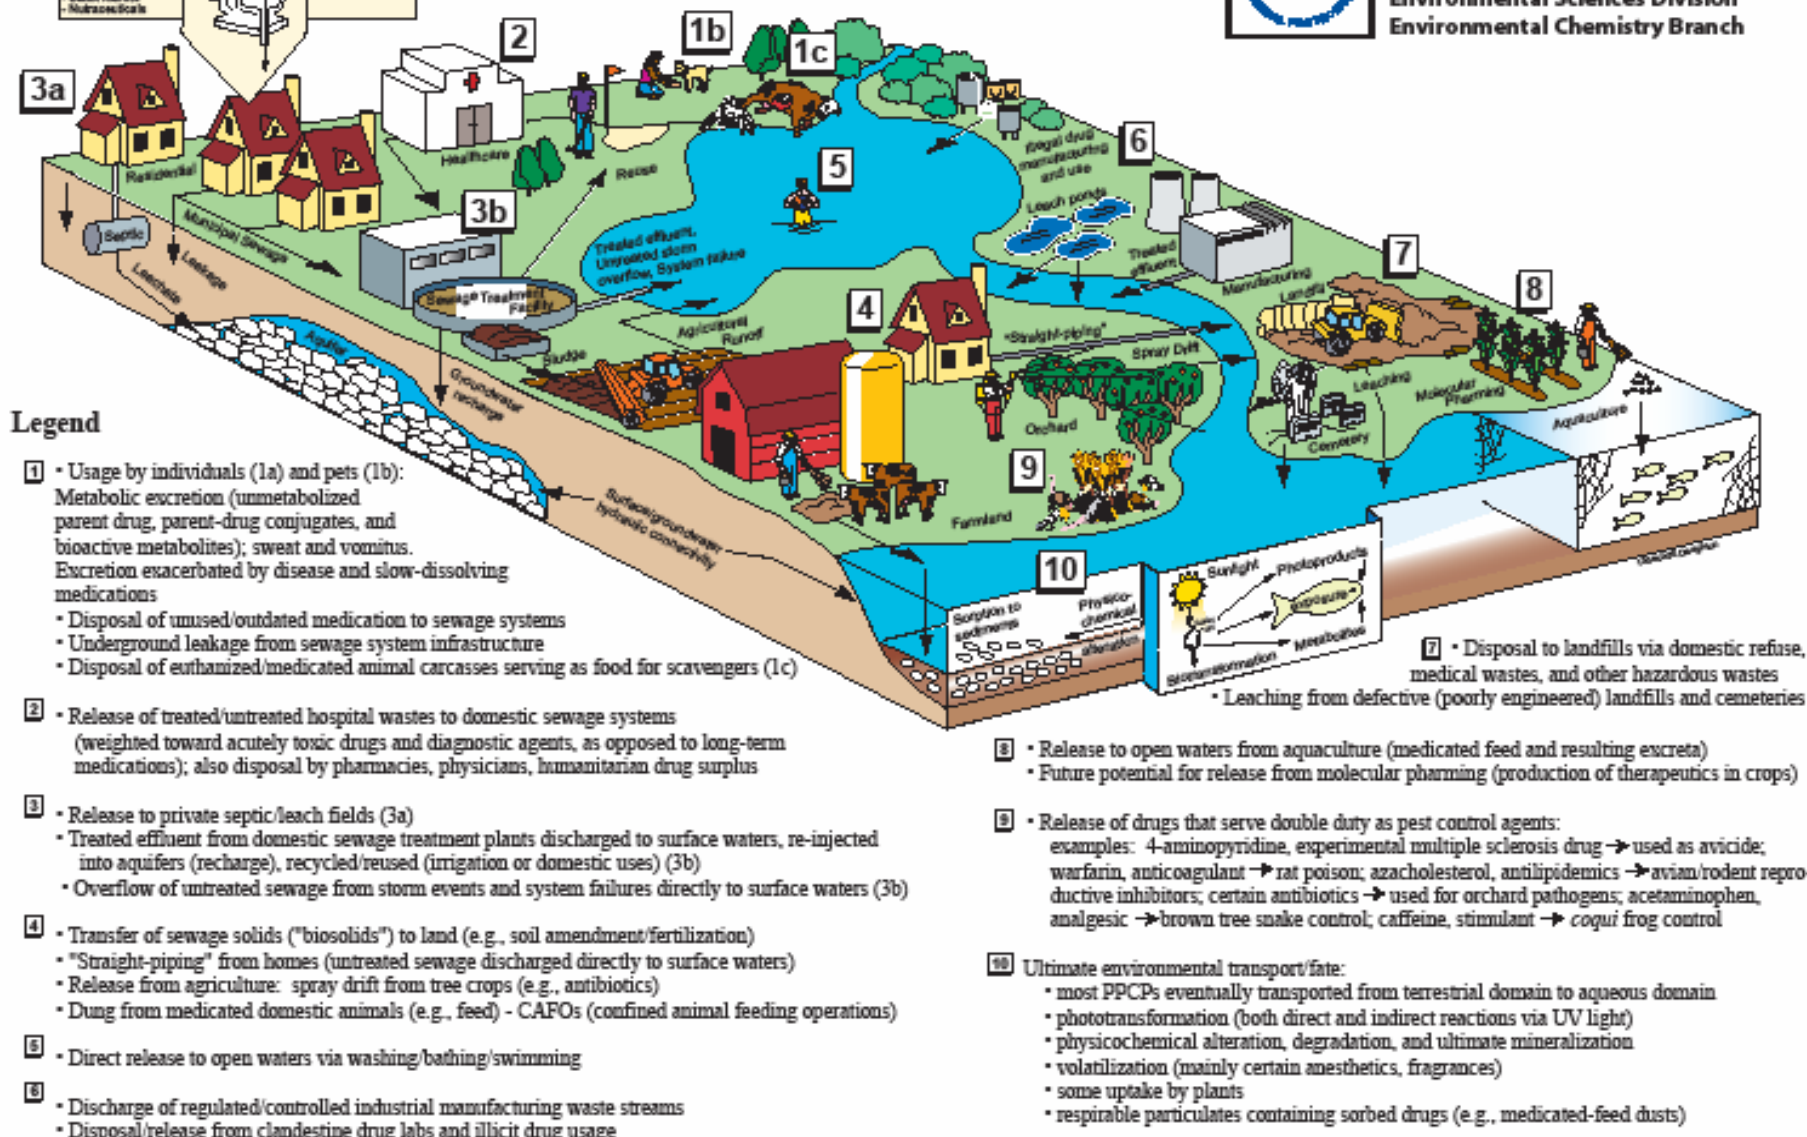 - Nutraceuticals
Environmental Sciences Division
Environmental Chemistry Branch
1b
2
1c
3a
6
5
3b
7
8
4
9
10
Healthcare
Residential
Reuse
Illegal drug
manufacturing
and use
Leach ponds
Septic
Municipal Sewage
Leakage
Leachate
Treated effluent,
Untreated storm
overflow, System failure
Treated
effluent
Manufacturing
Landfill
Sewage Treatment
Facility
Sludge
Agricultural
Runoff
"Straight-piping"
Spray Drift
Aquifer
Groundwater
recharge
Orchard
Leaching
Cemetery
Molecular
Pharming
Aquaculture
Farmland
Surface/groundwater
hydraulic connectivity
Sorption to
sediments
Physico-
chemical
alteration
Sunlight
Photoproducts
exposure
Metabolites
Biotransformation
Legend
1 • Usage by individuals (1a) and pets (1b):
Metabolic excretion (unmetabolized
parent drug, parent-drug conjugates, and
bioactive metabolites); sweat and vomitus.
Excretion exacerbated by disease and slow-dissolving
medications
• Disposal of unused/outdated medication to sewage systems
• Underground leakage from sewage system infrastructure
• Disposal of euthanized/medicated animal carcasses serving as food for scavengers (1c)
2 • Release of treated/untreated hospital wastes to domestic sewage systems
(weighted toward acutely toxic drugs and diagnostic agents, as opposed to long-term
medications); also disposal by pharmacies, physicians, humanitarian drug surplus
3 • Release to private septic/leach fields (3a)
• Treated effluent from domestic sewage treatment plants discharged to surface waters, re-injected
into aquifers (recharge), recycled/reused (irrigation or domestic uses) (3b)
• Overflow of untreated sewage from storm events and system failures directly to surface waters (3b)
4 • Transfer of sewage solids ("biosolids") to land (e.g., soil amendment/fertilization)
• "Straight-piping" from homes (untreated sewage discharged directly to surface waters)
• Release from agriculture: spray drift from tree crops (e.g., antibiotics)
• Dung from medicated domestic animals (e.g., feed) - CAFOs (confined animal feeding operations)
5 • Direct release to open waters via washing/bathing/swimming
6
• Discharge of regulated/controlled industrial manufacturing waste streams
• Disposal/release from clandestine drug labs and illicit drug usage
7 • Disposal to landfills via domestic refuse,
medical wastes, and other hazardous wastes
• Leaching from defective (poorly engineered) landfills and cemeteries
8 • Release to open waters from aquaculture (medicated feed and resulting excreta)
• Future potential for release from molecular pharming (production of therapeutics in crops)
9 • Release of drugs that serve double duty as pest control agents:
examples: 4-aminopyridine, experimental multiple sclerosis drug → used as avicide;
warfarin, anticoagulant → rat poison; azacholesterol, antilipidemics → avian/rodent repro-
ductive inhibitors; certain antibiotics → used for orchard pathogens; acetaminophen,
analgesic → brown tree snake control; caffeine, stimulant → coqui frog control
10 Ultimate environmental transport/fate:
• most PPCPs eventually transported from terrestrial domain to aqueous domain
• phototransformation (both direct and indirect reactions via UV light)
• physicochemical alteration, degradation, and ultimate mineralization
• volatilization (mainly certain anesthetics, fragrances)
• some uptake by plants
• respirable particulates containing sorbed drugs (e.g., medicated-feed dusts)